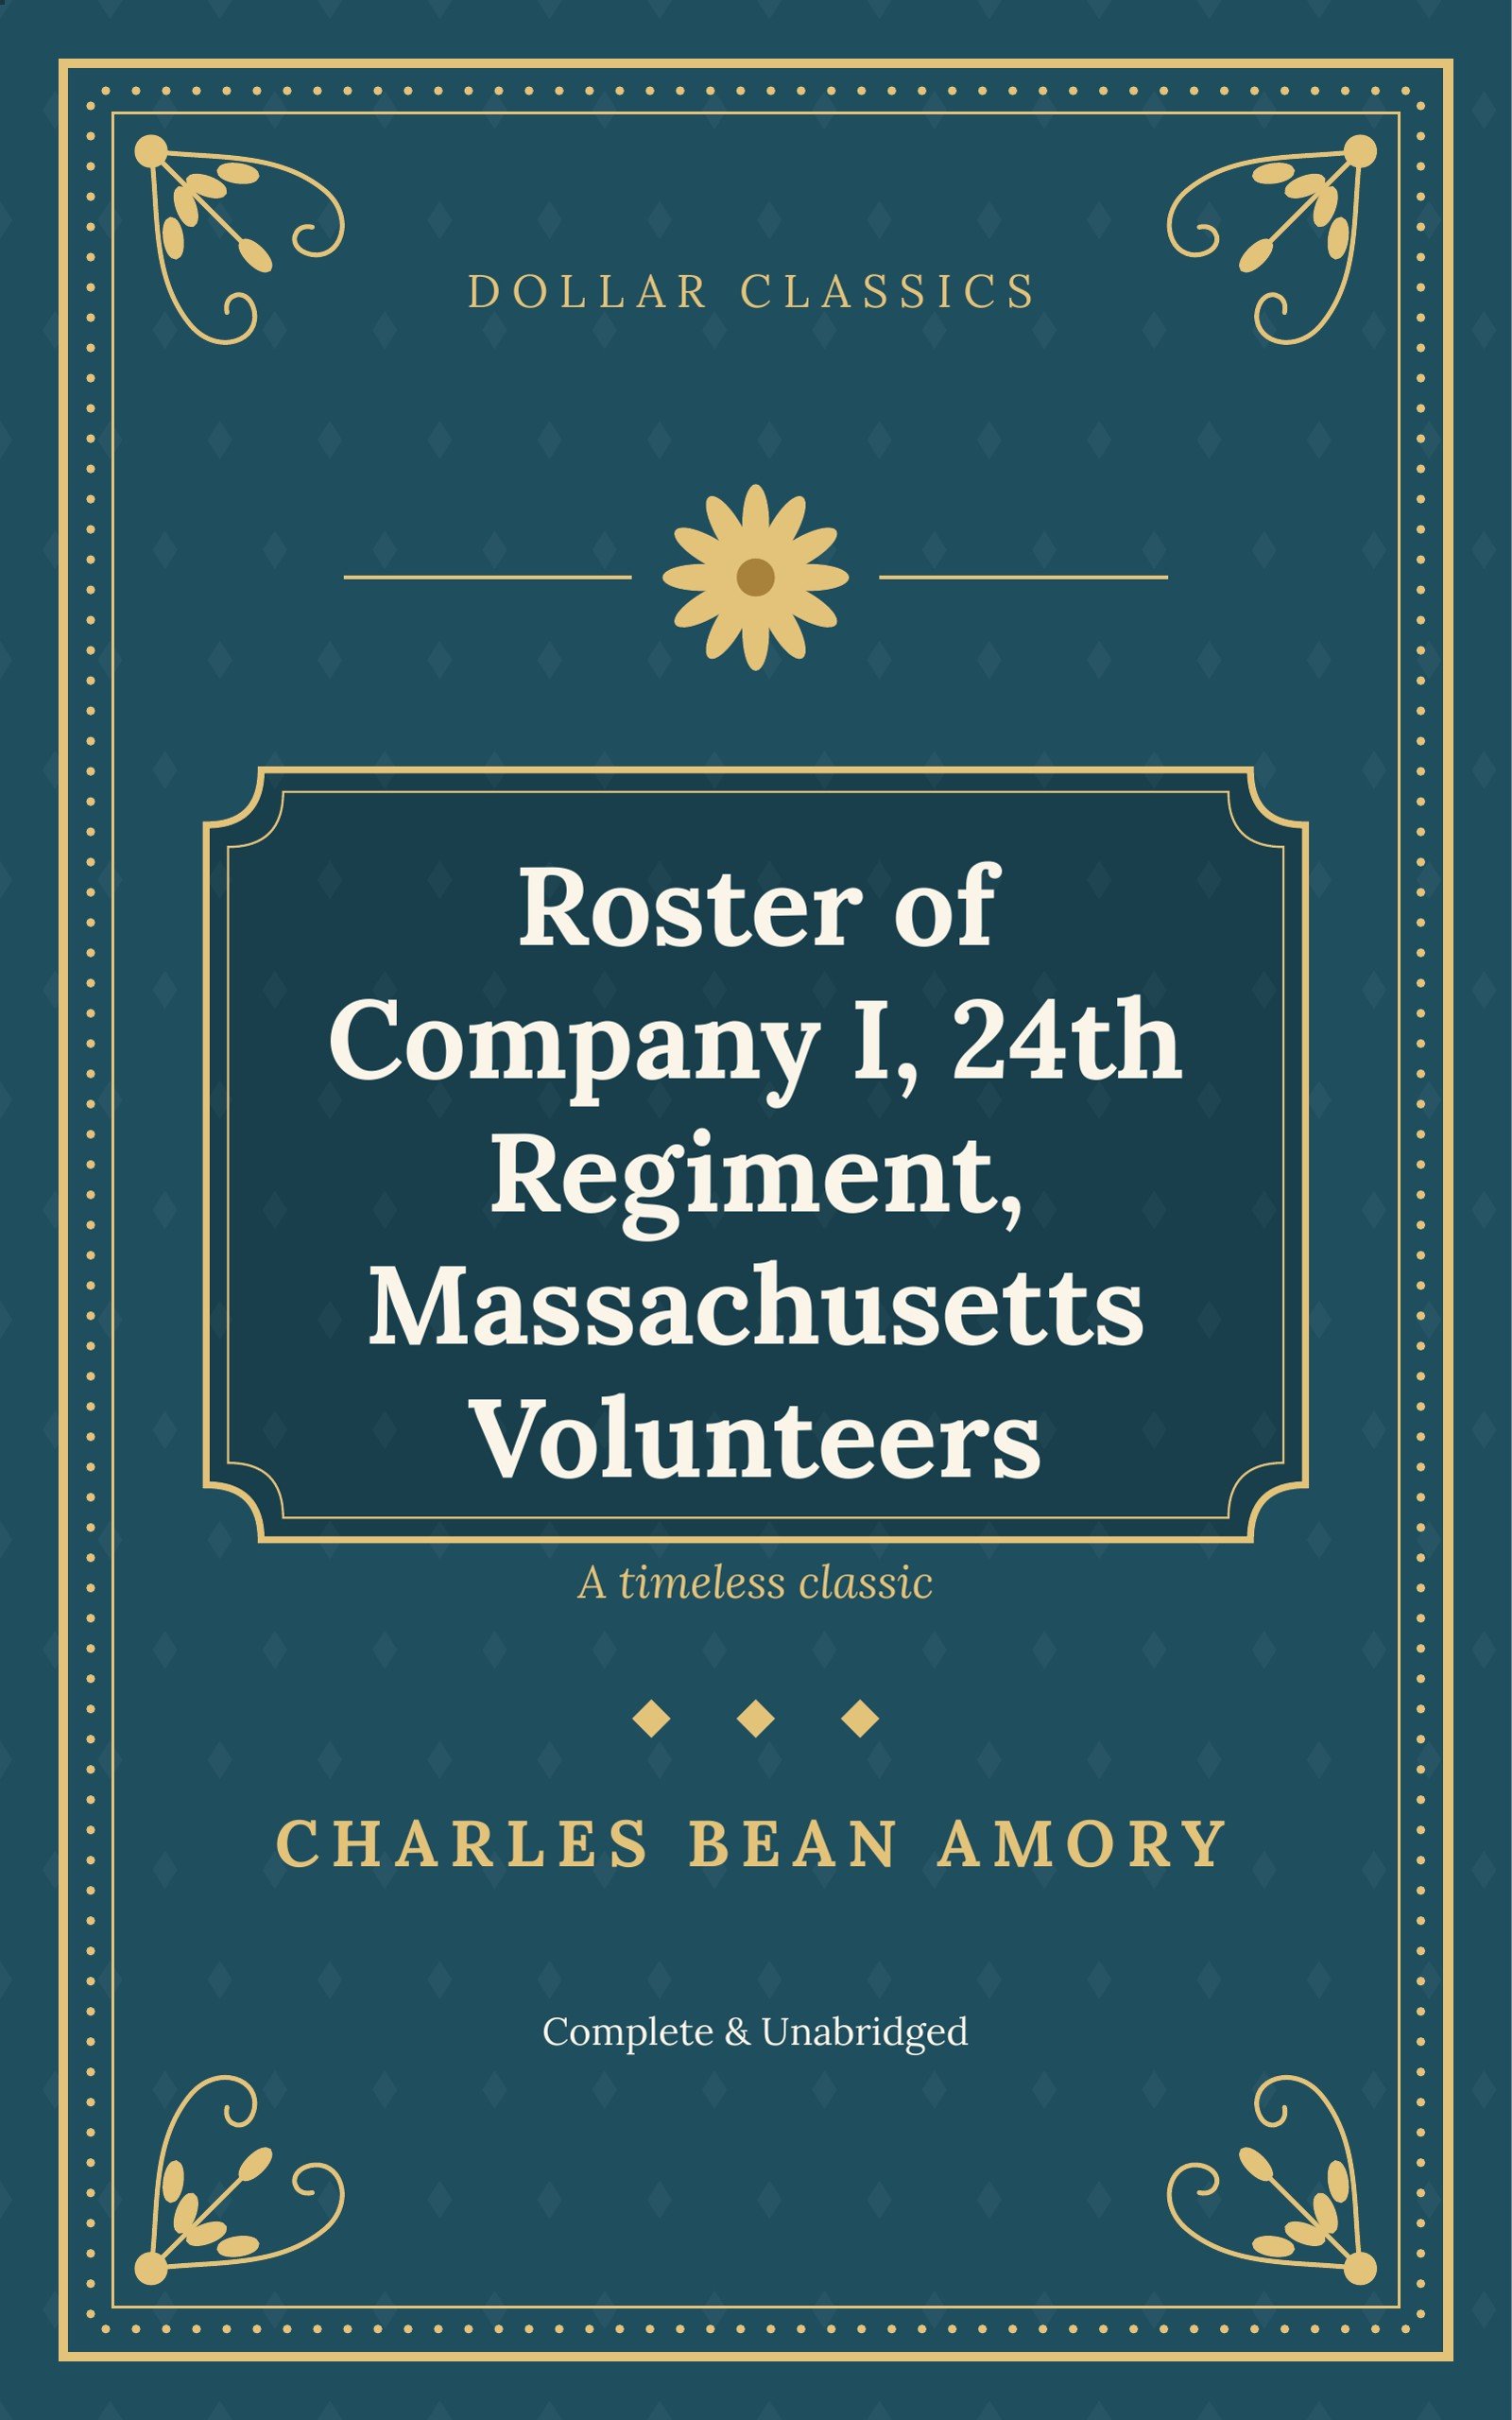 DOLLAR CLASSICS
Roster of
Company I, 24th
Regiment,
Massachusetts
Volunteers
A timeless classic
CHARLES BEAN AMORY
Complete & Unabridged